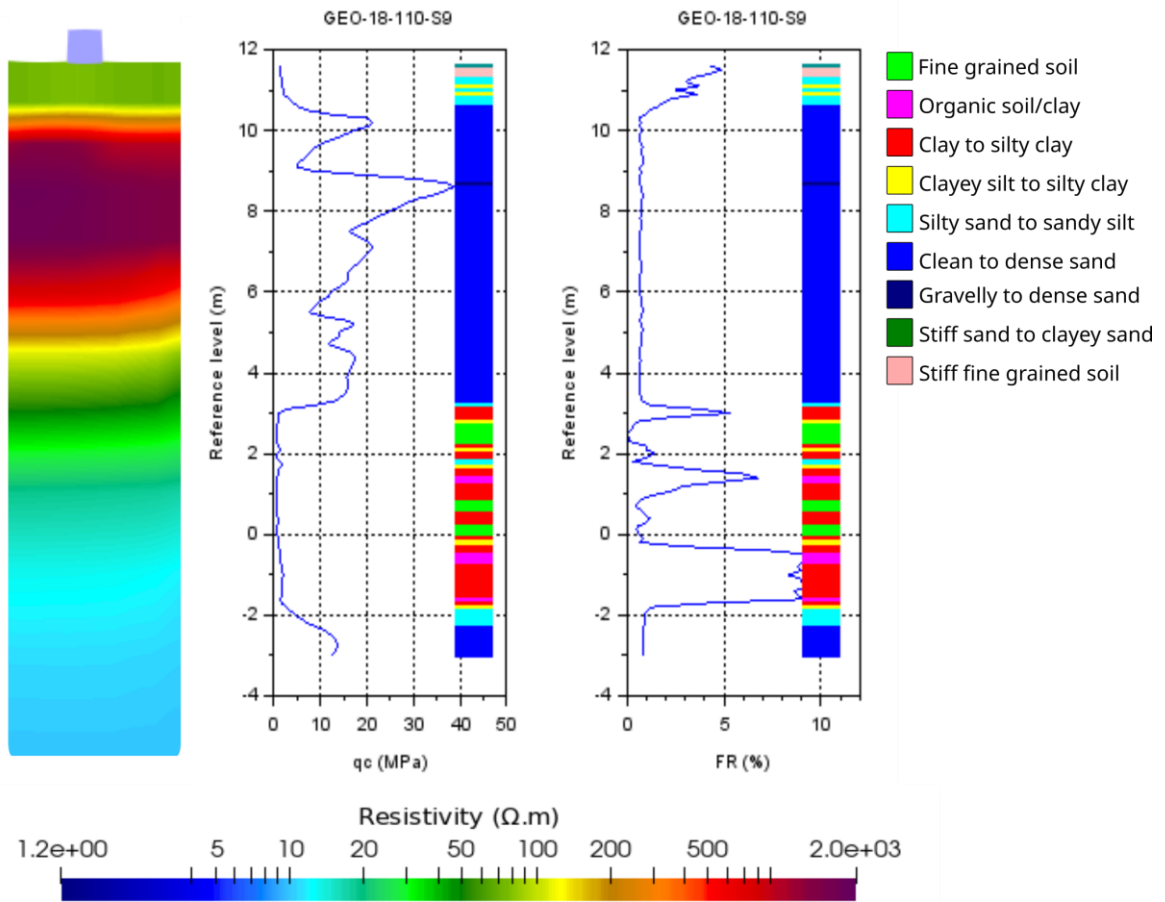 GEO-18-110-S9
GEO-18-110-S9
12
10
8
6
4
2
0
-2
-4
Reference level (m)
0 10 20 30 40 50
qc (MPa)
12
10
8
6
4
2
0
-2
-4
Reference level (m)
0 5 10
FR (%)
Fine grained soil
Organic soil/clay
Clay to silty clay
Clayey silt to silty clay
Silty sand to sandy silt
Clean to dense sand
Gravelly to dense sand
Stiff sand to clayey sand
Stiff fine grained soil
Resistivity (Ω.m)
1.2e+00 5 10 20 50 100 200 500 2.0e+03